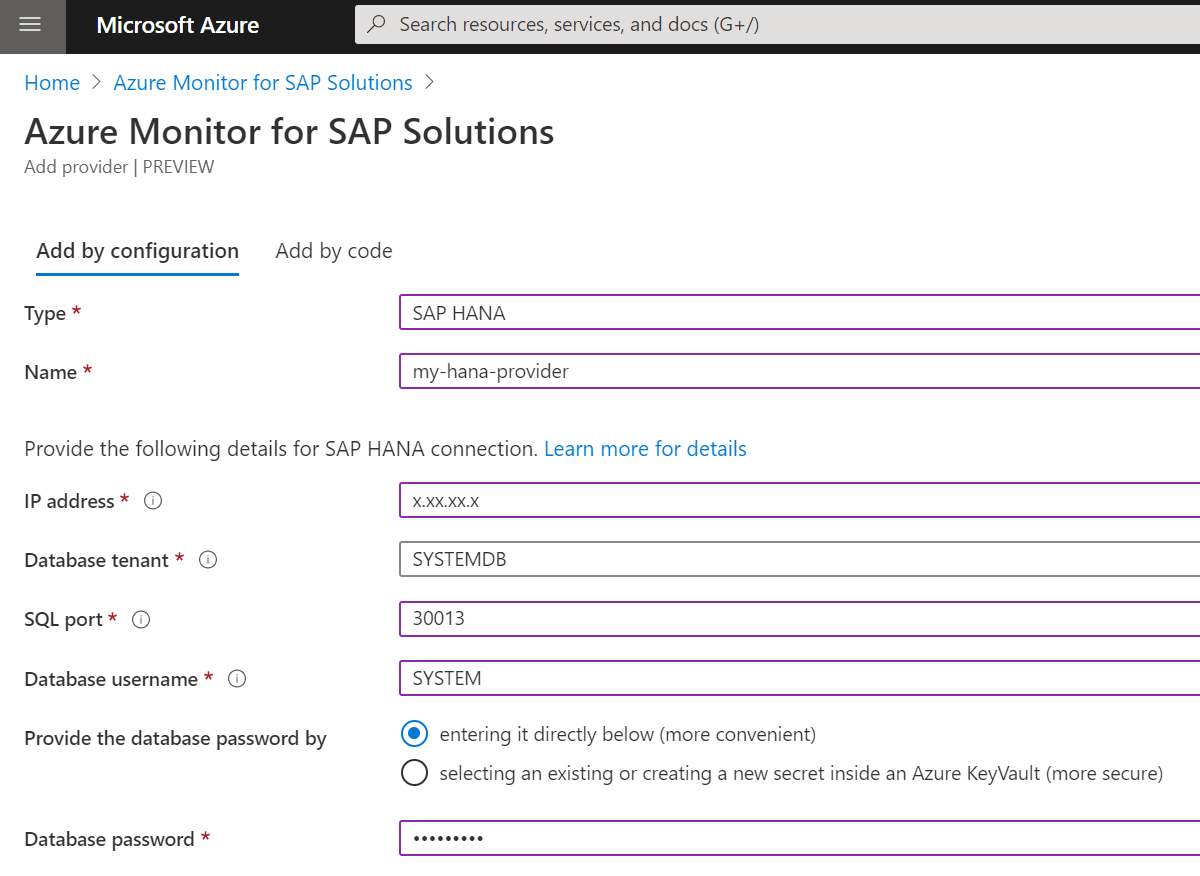 Microsoft Azure
Search resources, services, and docs (G+/)
Home > Azure Monitor for SAP Solutions >
Azure Monitor for SAP Solutions
Add provider | PREVIEW
Add by configuration Add by code
Type * SAP HANA
Name * my-hana-provider
Provide the following details for SAP HANA connection. Learn more for details
IP address * x.xx.xx.x
Database tenant * SYSTEMDB
SQL port * 30013
Database username * SYSTEM
Provide the database password by entering it directly below (more convenient)
selecting an existing or creating a new secret inside an Azure KeyVault (more secure)
Database password * •••••••••